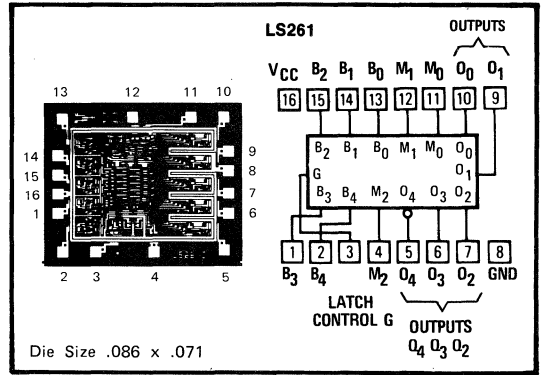 LS261
OUTPUTS
VCC B2 B1 B0 M1 M0 O0 O1
16 15 14 13 12 11 10 9
B2 B1 B0 M1 M0 O0
G O1
B3 B4 M2 O4 O3 O2
1 2 3 4 5 6 7 8
B3 B4 M2 O4 O3 O2 GND
LATCH
CONTROL G
OUTPUTS
Q4 Q3 Q2
13 12 11 10
14 9
15 8
16 7
1 6
2 3 4 5
Die Size .086 x .071